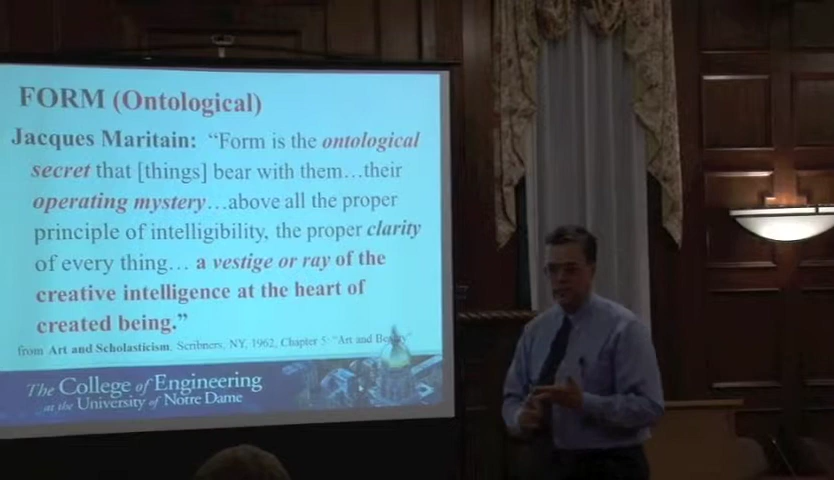 FORM (Ontological)
Jacques Maritain: “Form is the ontological
secret that [things] bear with them…their
operating mystery…above all the proper
principle of intelligibility, the proper clarity
of every thing… a vestige or ray of the
creative intelligence at the heart of
created being.”
from Art and Scholasticism, Scribners, NY, 1962, Chapter 5: “Art and Beauty”
The College of Engineering
at the University of Notre Dame